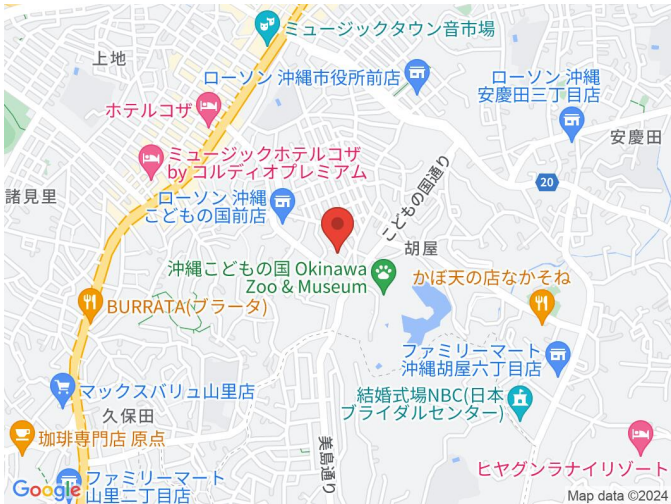 ミュージックタウン音市場
上地
ローソン 沖縄
市役所前店
ローソン 沖縄
安慶田三丁目店
ホテルコザ
安慶田
ミュージックホテルコザ
by コルディオプレミアム
諸見里
ローソン 沖縄
こどもの国前店
こどもの国通り
20
胡屋
沖縄こどもの国 Okinawa
Zoo & Museum
かぼ天の店なかそね
BURRATA(ブラータ)
ファミリーマート
沖縄胡屋六丁目店
マックスバリュ山里店
結婚式場NBC(日本
ブライダルセンター)
久保田
珈琲専門店 原点
美島通り
ヒヤグンラナイリゾート
ファミリーマート
山里二丁目店
Google
Map data ©2024